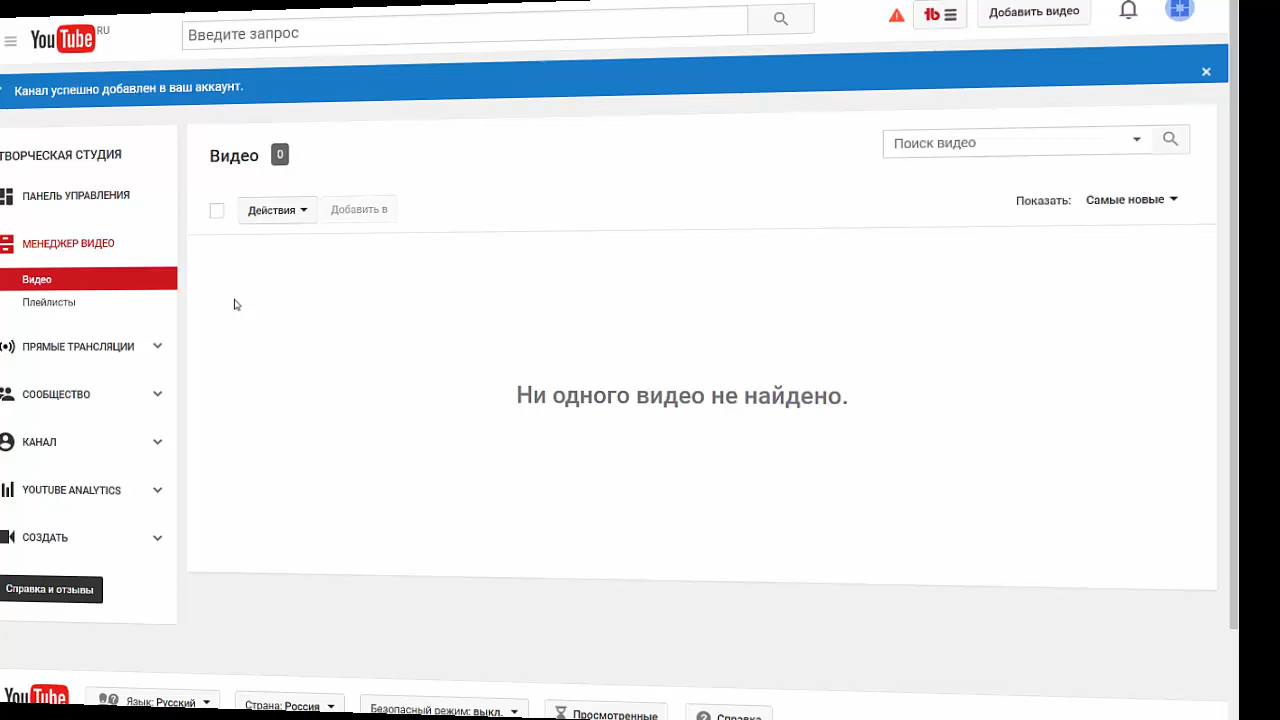 YouTube RU
Введите запрос
Добавить видео
Канал успешно добавлен в ваш аккаунт.
ТВОРЧЕСКАЯ СТУДИЯ
ПАНЕЛЬ УПРАВЛЕНИЯ
МЕНЕДЖЕР ВИДЕО
Видео
Плейлисты
ПРЯМЫЕ ТРАНСЛЯЦИИ
СООБЩЕСТВО
КАНАЛ
YOUTUBE ANALYTICS
СОЗДАТЬ
Справка и отзывы
Видео 0
Поиск видео
Действия
Добавить в
Показать: Самые новые
Ни одного видео не найдено.
YouTube
Язык: Русский
Страна: Россия
Безопасный режим: выкл.
Просмотренные
Справка